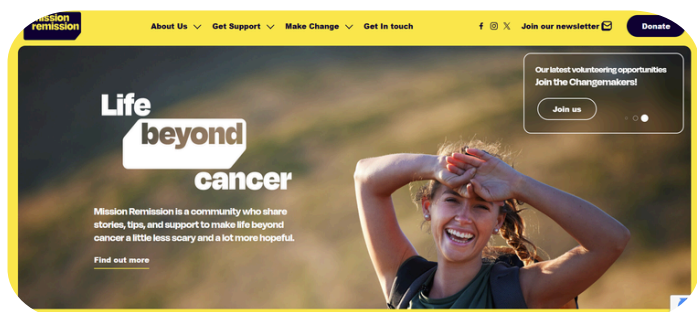 mission
remission
About Us
Get Support
Make Change
Get In touch
Join our newsletter
Donate
Our latest volunteering opportunities
Join the Changemakers!
Join us
Life
beyond
cancer
Mission Remission is a community who share
stories, tips, and support to make life beyond
cancer a little less scary and a lot more hopeful.
Find out more